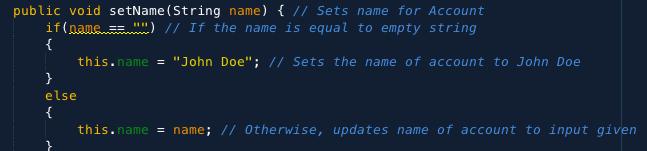 public void setName(String name) { // Sets name for Account
if(name == "") // If the name is equal to empty string
{
this.name = "John Doe"; // Sets the name of account to John Doe
}
else
{
this.name = name; // Otherwise, updates name of account to input given
}